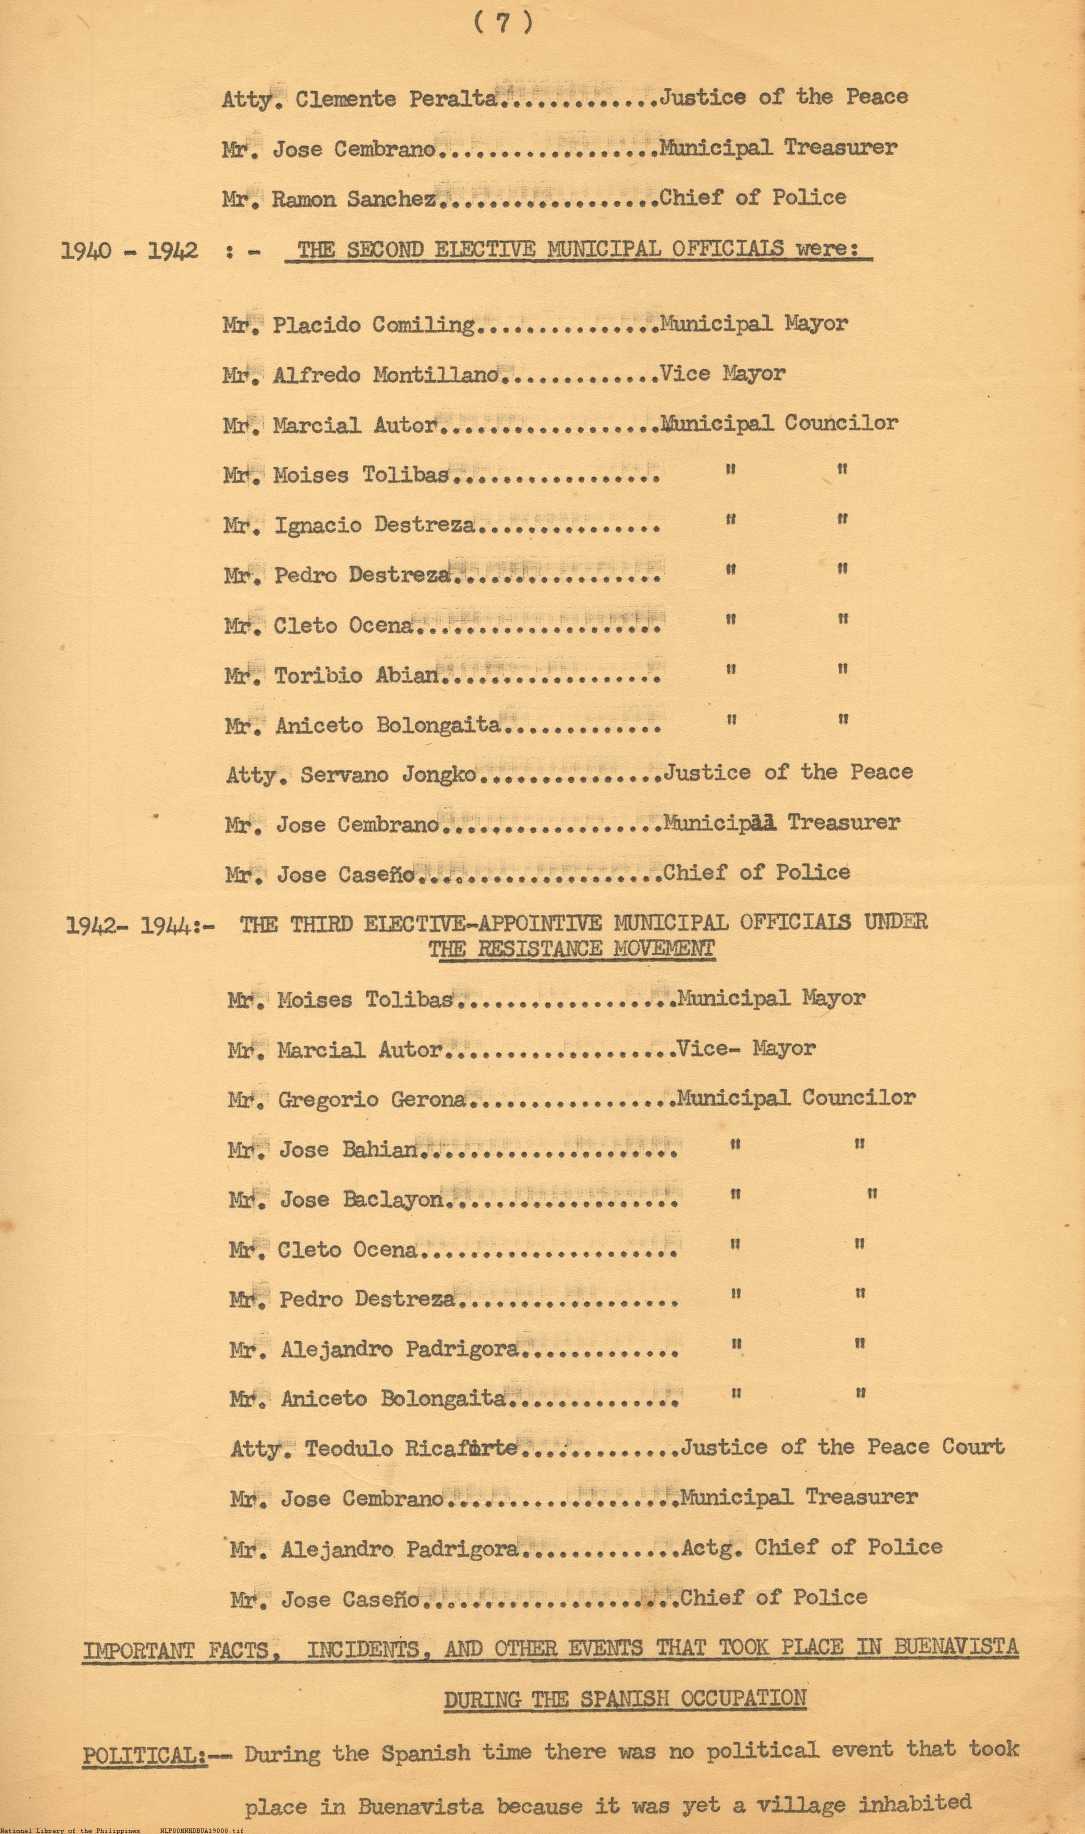 ( 7 )
Atty. Clemente Peralta.............Justice of the Peace
Mr. Jose Cembrano..................Municipal Treasurer
Mr. Ramon Sanchez..................Chief of Police
1940 - 1942 : - THE SECOND ELECTIVE MUNICIPAL OFFICIALS were:
Mr. Placido Comiling...............Municipal Mayor
Mr. Alfredo Montillano.............Vice Mayor
Mr. Marcial Autor..................Municipal Councilor
Mr. Moises Tolibas................. " "
Mr. Ignacio Destreza............... " "
Mr. Pedro Destreza................. " "
Mr. Cleto Ocena.................... " "
Mr. Toribio Abian.................. " "
Mr. Aniceto Bolongaita............. " "
Atty. Servano Jongko...............Justice of the Peace
Mr. Jose Cembrano..................Municipal Treasurer
Mr. Jose Caseño....................Chief of Police
1942- 1944:- THE THIRD ELECTIVE-APPOINTIVE MUNICIPAL OFFICIALS UNDER
THE RESISTANCE MOVEMENT
Mr. Moises Tolibas..................Municipal Mayor
Mr. Marcial Autor...................Vice- Mayor
Mr. Gregorio Gerona.................Municipal Councilor
Mr. Jose Bahian..................... " "
Mr. Jose Baclayon................... " "
Mr. Cleto Ocena..................... " "
Mr. Pedro Destreza.................. " "
Mr. Alejandro Padrigora............. " "
Mr. Aniceto Bolongaita.............. " "
Atty. Teodulo Ricaforte.............Justice of the Peace Court
Mr. Jose Cembrano...................Municipal Treasurer
Mr. Alejandro Padrigora.............Actg. Chief of Police
Mr. Jose Caseño.....................Chief of Police
IMPORTANT FACTS, INCIDENTS, AND OTHER EVENTS THAT TOOK PLACE IN BUENAVISTA
DURING THE SPANISH OCCUPATION
POLITICAL:-- During the Spanish time there was no political event that took
place in Buenavista because it was yet a village inhabited
National Library of the Philippines NLP00MNHDBUA19008.tif